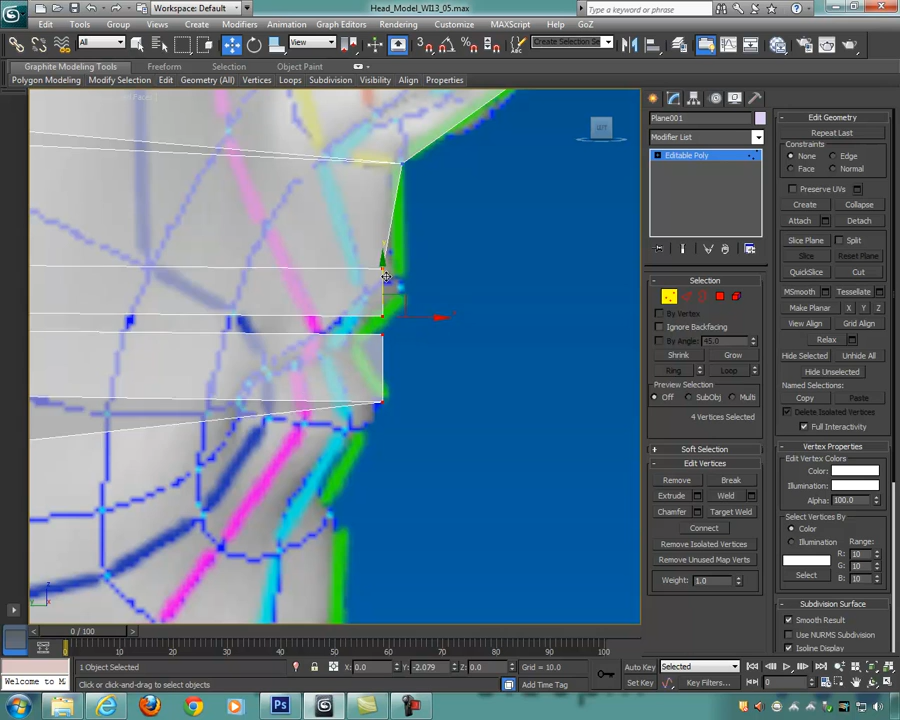 Workspace: Default
Head_Model_WI13_05.max
Type a keyword or phrase
Edit Tools Group Views Create Modifiers Animation Graph Editors Rendering Customize MAXScript Help GoZ
All View Create Selection Se
Graphite Modeling Tools Freeform Selection Object Paint
Polygon Modeling Modify Selection Edit Geometry (All) Vertices Loops Subdivision Visibility Align Properties
Plane001
Modifier List
Editable Poly
Selection
By Vertex
Ignore Backfacing
By Angle: 45.0
Shrink Grow
Ring Loop
Preview Selection
Off SubObj Multi
4 Vertices Selected
Soft Selection
Edit Vertices
Remove Break
Extrude Weld
Chamfer Target Weld
Connect
Remove Isolated Vertices
Remove Unused Map Verts
Weight: 1.0
Edit Geometry
Repeat Last
Constraints
None Edge
Face Normal
Preserve UVs
Create Collapse
Attach Detach
Slice Plane Split
Slice Reset Plane
QuickSlice Cut
MSmooth Tessellate
Make Planar X Y Z
View Align Grid Align
Relax
Hide Selected Unhide All
Hide Unselected
Named Selections:
Copy Paste
Delete Isolated Vertices
Full Interactivity
Vertex Properties
Edit Vertex Colors
Color:
Illumination:
Alpha: 100.0
Select Vertices By
Color Range:
Illumination R: 10
G: 10
Select B: 10
Subdivision Surface
Smooth Result
Use NURMS Subdivision
Isoline Display
0 / 100
0 10 20 30 40 50 60 70 80 90 100
1 Object Selected X: 0.0 Y: -2.079 Z: 0.0 Grid = 10.0 Auto Key Selected
Welcome to M Click or click-and-drag to select objects Add Time Tag Set Key Key Filters... 0